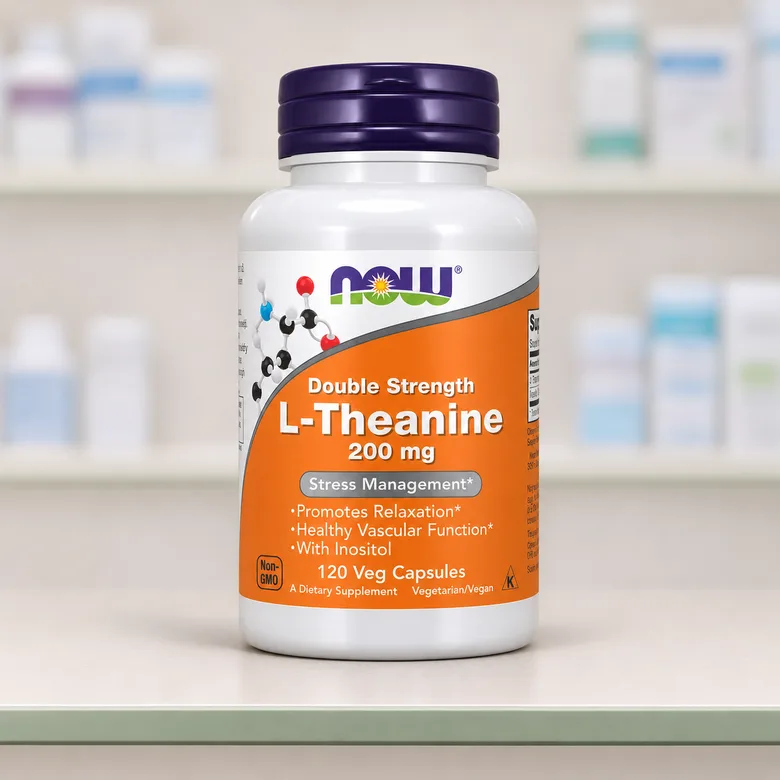 now®
Double Strength
L-Theanine
200 mg
Stress Management*
•Promotes Relaxation*
•Healthy Vascular Function*
•With Inositol
Non-
GMO
120 Veg Capsules
A Dietary Supplement Vegetarian/Vegan
K